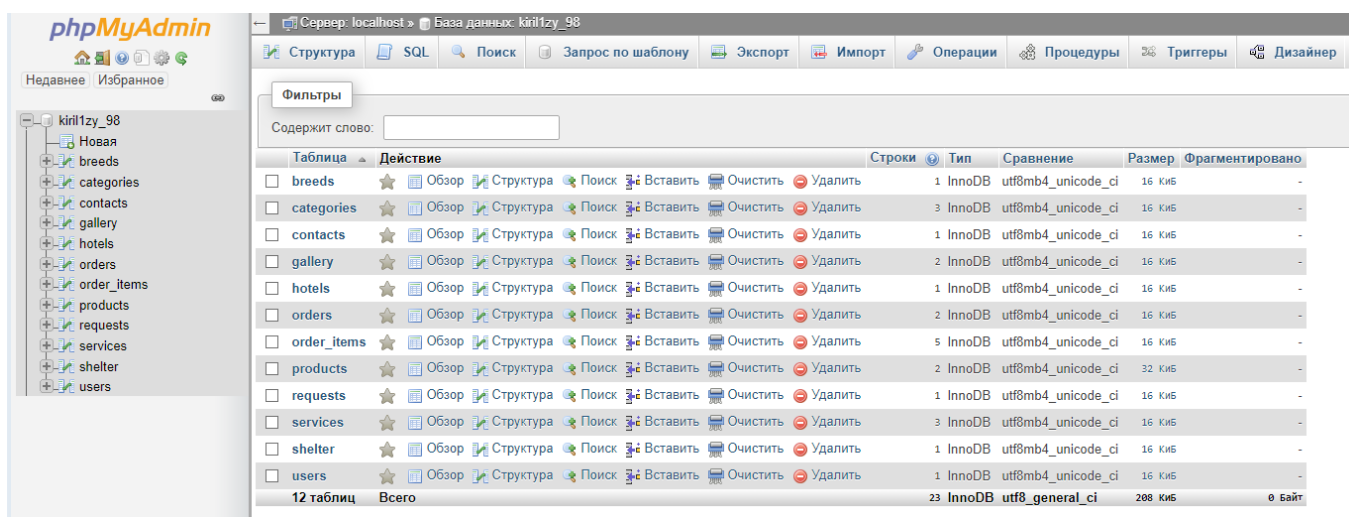 phpMyAdmin
Недавнее Избранное
kiril1zy_98
Новая
breeds
categories
contacts
gallery
hotels
orders
order_items
products
requests
services
shelter
users
Сервер: localhost » База данных: kiril1zy_98
Структура SQL Поиск Запрос по шаблону Экспорт Импорт Операции Процедуры Триггеры Дизайнер
Фильтры
Содержит слово:
Таблица Действие Строки Тип Сравнение Размер Фрагментировано
breeds Обзор Структура Поиск Вставить Очистить Удалить 1 InnoDB utf8mb4_unicode_ci 16 КиБ -
categories Обзор Структура Поиск Вставить Очистить Удалить 3 InnoDB utf8mb4_unicode_ci 16 КиБ -
contacts Обзор Структура Поиск Вставить Очистить Удалить 1 InnoDB utf8mb4_unicode_ci 16 КиБ -
gallery Обзор Структура Поиск Вставить Очистить Удалить 2 InnoDB utf8mb4_unicode_ci 16 КиБ -
hotels Обзор Структура Поиск Вставить Очистить Удалить 1 InnoDB utf8mb4_unicode_ci 16 КиБ -
orders Обзор Структура Поиск Вставить Очистить Удалить 2 InnoDB utf8mb4_unicode_ci 16 КиБ -
order_items Обзор Структура Поиск Вставить Очистить Удалить 5 InnoDB utf8mb4_unicode_ci 16 КиБ -
products Обзор Структура Поиск Вставить Очистить Удалить 2 InnoDB utf8mb4_unicode_ci 32 КиБ -
requests Обзор Структура Поиск Вставить Очистить Удалить 1 InnoDB utf8mb4_unicode_ci 16 КиБ -
services Обзор Структура Поиск Вставить Очистить Удалить 3 InnoDB utf8mb4_unicode_ci 16 КиБ -
shelter Обзор Структура Поиск Вставить Очистить Удалить 1 InnoDB utf8mb4_unicode_ci 16 КиБ -
users Обзор Структура Поиск Вставить Очистить Удалить 1 InnoDB utf8mb4_unicode_ci 16 КиБ -
12 таблиц Всего 23 InnoDB utf8_general_ci 208 КиБ 0 Байт